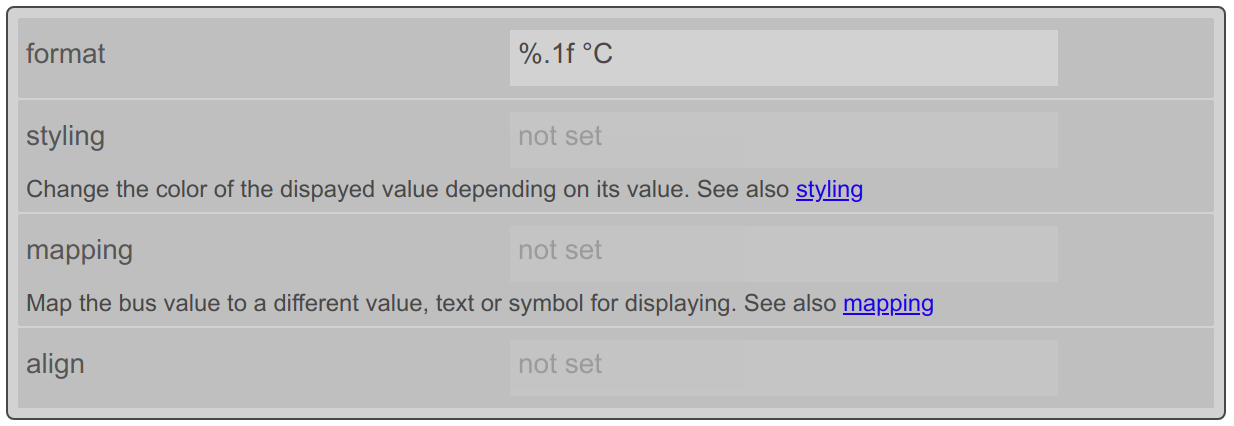 format %.1f °C
styling not set
Change the color of the dispayed value depending on its value. See also styling
mapping not set
Map the bus value to a different value, text or symbol for displaying. See also mapping
align not set